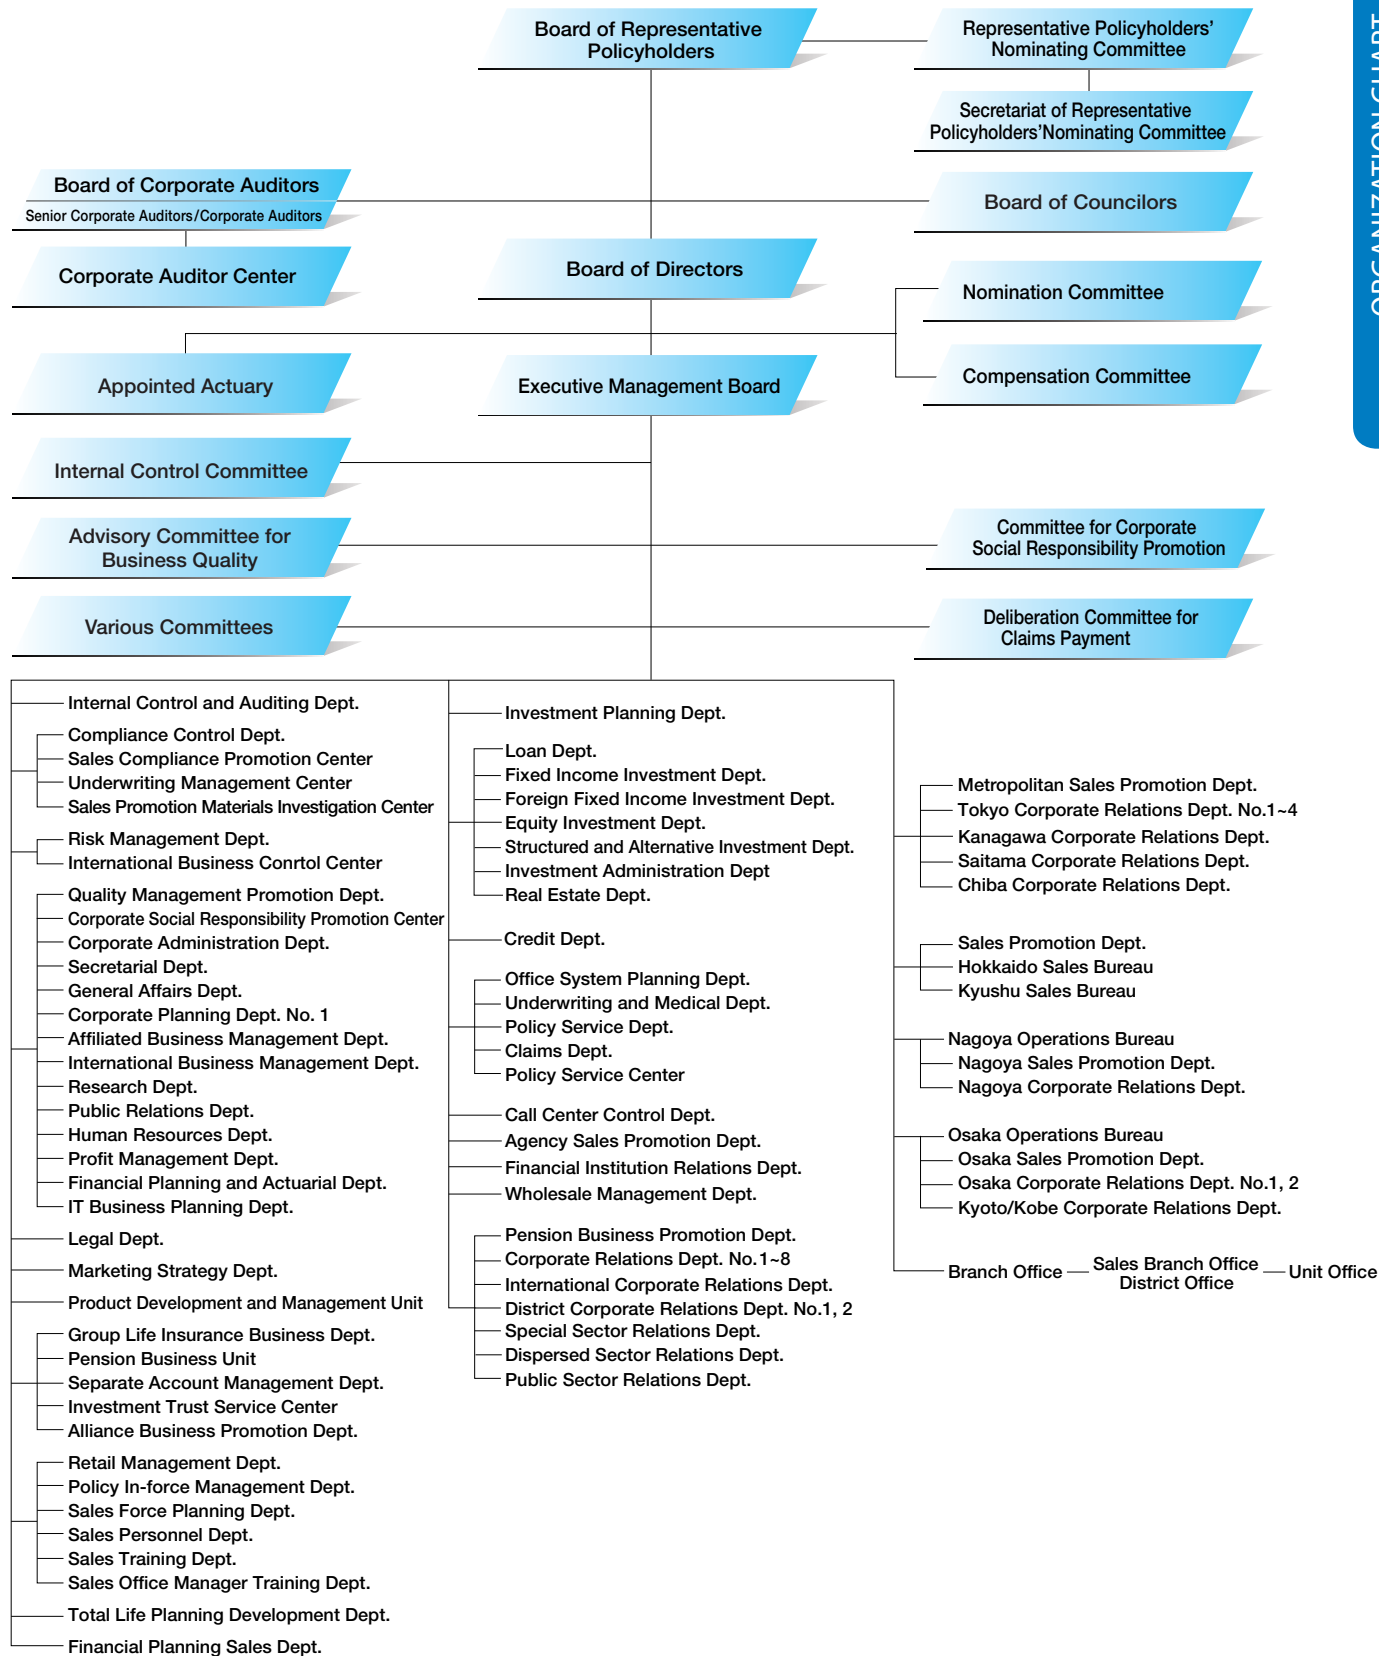 Board of Representative
Policyholders
Representative Policyholders'
Nominating Committee
Secretariat of Representative
Policyholders'Nominating Committee
Board of Corporate Auditors
Senior Corporate Auditors/Corporate Auditors
Board of Councilors
Corporate Auditor Center
Board of Directors
Nomination Committee
Appointed Actuary
Executive Management Board
Compensation Committee
Internal Control Committee
Advisory Committee for
Business Quality
Committee for Corporate
Social Responsibility Promotion
Various Committees
Deliberation Committee for
Claims Payment
Internal Control and Auditing Dept.
Compliance Control Dept.
Sales Compliance Promotion Center
Underwriting Management Center
Sales Promotion Materials Investigation Center
Risk Management Dept.
International Business Conrtol Center
Quality Management Promotion Dept.
Corporate Social Responsibility Promotion Center
Corporate Administration Dept.
Secretarial Dept.
General Affairs Dept.
Corporate Planning Dept. No. 1
Affiliated Business Management Dept.
International Business Management Dept.
Research Dept.
Public Relations Dept.
Human Resources Dept.
Profit Management Dept.
Financial Planning and Actuarial Dept.
IT Business Planning Dept.
Legal Dept.
Marketing Strategy Dept.
Product Development and Management Unit
Group Life Insurance Business Dept.
Pension Business Unit
Separate Account Management Dept.
Investment Trust Service Center
Alliance Business Promotion Dept.
Retail Management Dept.
Policy In-force Management Dept.
Sales Force Planning Dept.
Sales Personnel Dept.
Sales Training Dept.
Sales Office Manager Training Dept.
Total Life Planning Development Dept.
Financial Planning Sales Dept.
Investment Planning Dept.
Loan Dept.
Fixed Income Investment Dept.
Foreign Fixed Income Investment Dept.
Equity Investment Dept.
Structured and Alternative Investment Dept.
Investment Administration Dept
Real Estate Dept.
Credit Dept.
Office System Planning Dept.
Underwriting and Medical Dept.
Policy Service Dept.
Claims Dept.
Policy Service Center
Call Center Control Dept.
Agency Sales Promotion Dept.
Financial Institution Relations Dept.
Wholesale Management Dept.
Pension Business Promotion Dept.
Corporate Relations Dept. No.1~8
International Corporate Relations Dept.
District Corporate Relations Dept. No.1, 2
Special Sector Relations Dept.
Dispersed Sector Relations Dept.
Public Sector Relations Dept.
Metropolitan Sales Promotion Dept.
Tokyo Corporate Relations Dept. No.1~4
Kanagawa Corporate Relations Dept.
Saitama Corporate Relations Dept.
Chiba Corporate Relations Dept.
Sales Promotion Dept.
Hokkaido Sales Bureau
Kyushu Sales Bureau
Nagoya Operations Bureau
Nagoya Sales Promotion Dept.
Nagoya Corporate Relations Dept.
Osaka Operations Bureau
Osaka Sales Promotion Dept.
Osaka Corporate Relations Dept. No.1, 2
Kyoto/Kobe Corporate Relations Dept.
Branch Office
Sales Branch Office
District Office
Unit Office
ORGANIZATION CHART